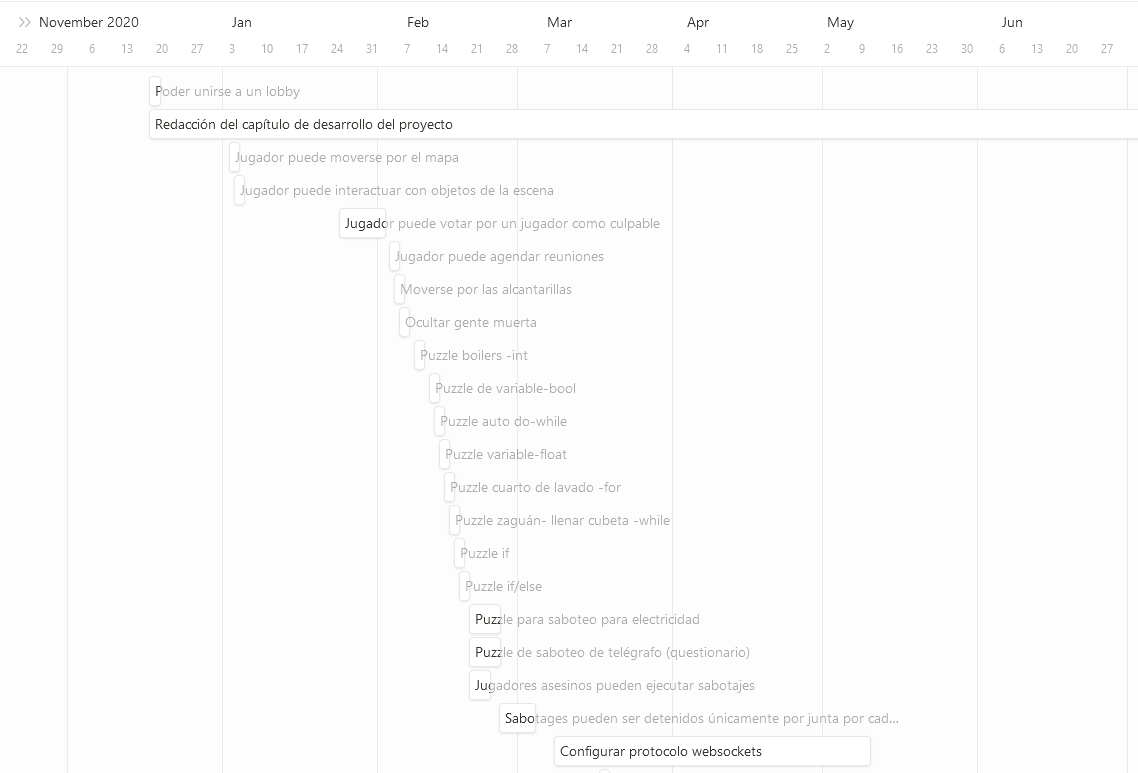 November 2020 Jan Feb Mar Apr May Jun
22 29 6 13 20 27 3 10 17 24 31 7 14 21 28 7 14 21 28 4 11 18 25 2 9 16 23 30 6 13 20 27
Poder unirse a un lobby
Redacción del capítulo de desarrollo del proyecto
Jugador puede moverse por el mapa
Jugador puede interactuar con objetos de la escena
Jugador puede votar por un jugador como culpable
Jugador puede agendar reuniones
Moverse por las alcantarillas
Ocultar gente muerta
Puzzle boilers -int
Puzzle de variable-bool
Puzzle auto do-while
Puzzle variable-float
Puzzle cuarto de lavado -for
Puzzle zaguán- llenar cubeta -while
Puzzle if
Puzzle if/else
Puzzle para saboteo para electricidad
Puzzle de saboteo de telégrafo (questionario)
Jugadores asesinos pueden ejecutar sabotajes
Sabotages pueden ser detenidos únicamente por junta por cad...
Configurar protocolo websockets